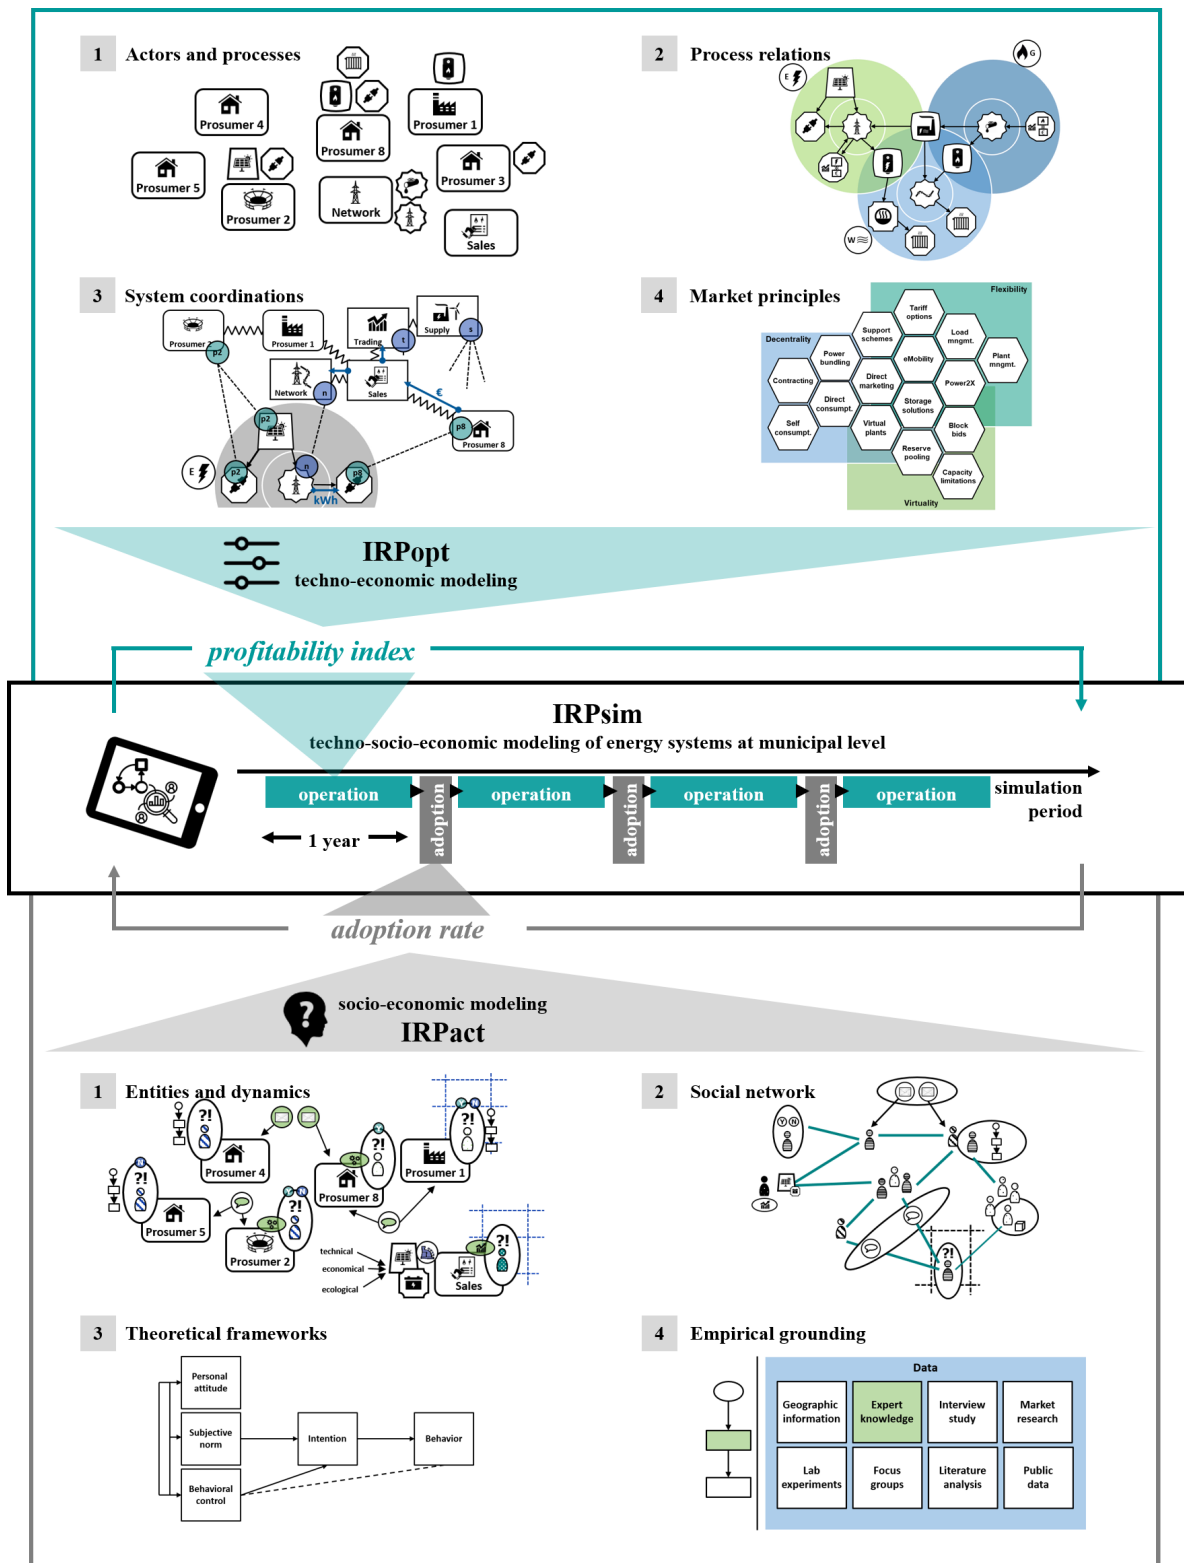 1 Actors and processes
Prosumer 4
Prosumer 8
Prosumer 1
Prosumer 5
Prosumer 2
Network
Prosumer 3
Sales
2 Process relations
E
G
W
3 System coordinations
Prosumer 2
Prosumer 1
Trading
Supply
Network
Sales
Prosumer 8
p2
t
s
n
€
p8
p2
E
p2
n
p8
kWh
4 Market principles
Flexibility
Decentrality
Virtuality
Tariff
options
Support
schemes
Load
mngmt.
Power
bundling
eMobility
Plant
mngmt.
Contracting
Direct
marketing
Power2X
Direct
consumpt.
Storage
solutions
Self
consumpt.
Virtual
plants
Block
bids
Reserve
pooling
Capacity
limitations
IRPopt
techno-economic modeling
profitability index
IRPsim
techno-socio-economic modeling of energy systems at municipal level
operation
adoption
operation
adoption
operation
adoption
operation
simulation
period
1 year
adoption rate
socio-economic modeling
IRPact
1 Entities and dynamics
?!
Prosumer 4
?!
Prosumer 8
?!
Prosumer 1
N
?!
Prosumer 5
?!
Prosumer 2
technical
economical
ecological
Sales
?!
2 Social network
Y N
?!
3 Theoretical frameworks
Personal
attitude
Subjective
norm
Intention
Behavior
Behavioral
control
4 Empirical grounding
Data
Geographic
information
Expert
knowledge
Interview
study
Market
research
Lab
experiments
Focus
groups
Literature
analysis
Public
data